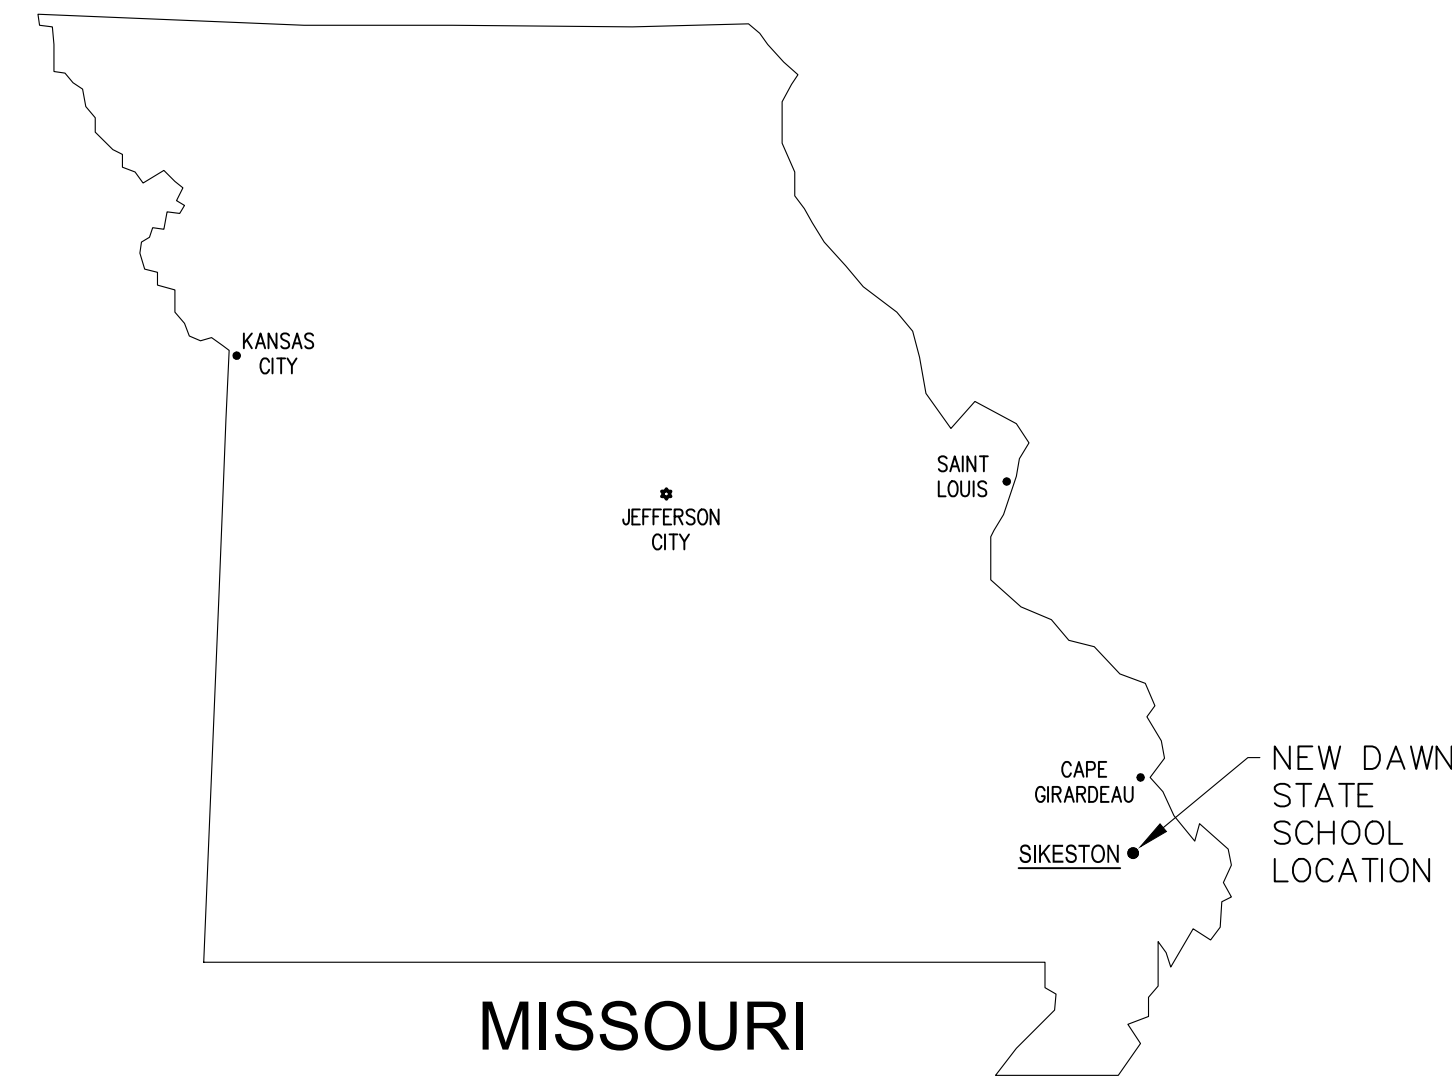 KANSAS
CITY
SAINT
LOUIS
JEFFERSON
CITY
CAPE
GIRARDEAU
SIKESTON
NEW DAWN
STATE
SCHOOL
LOCATION
MISSOURI